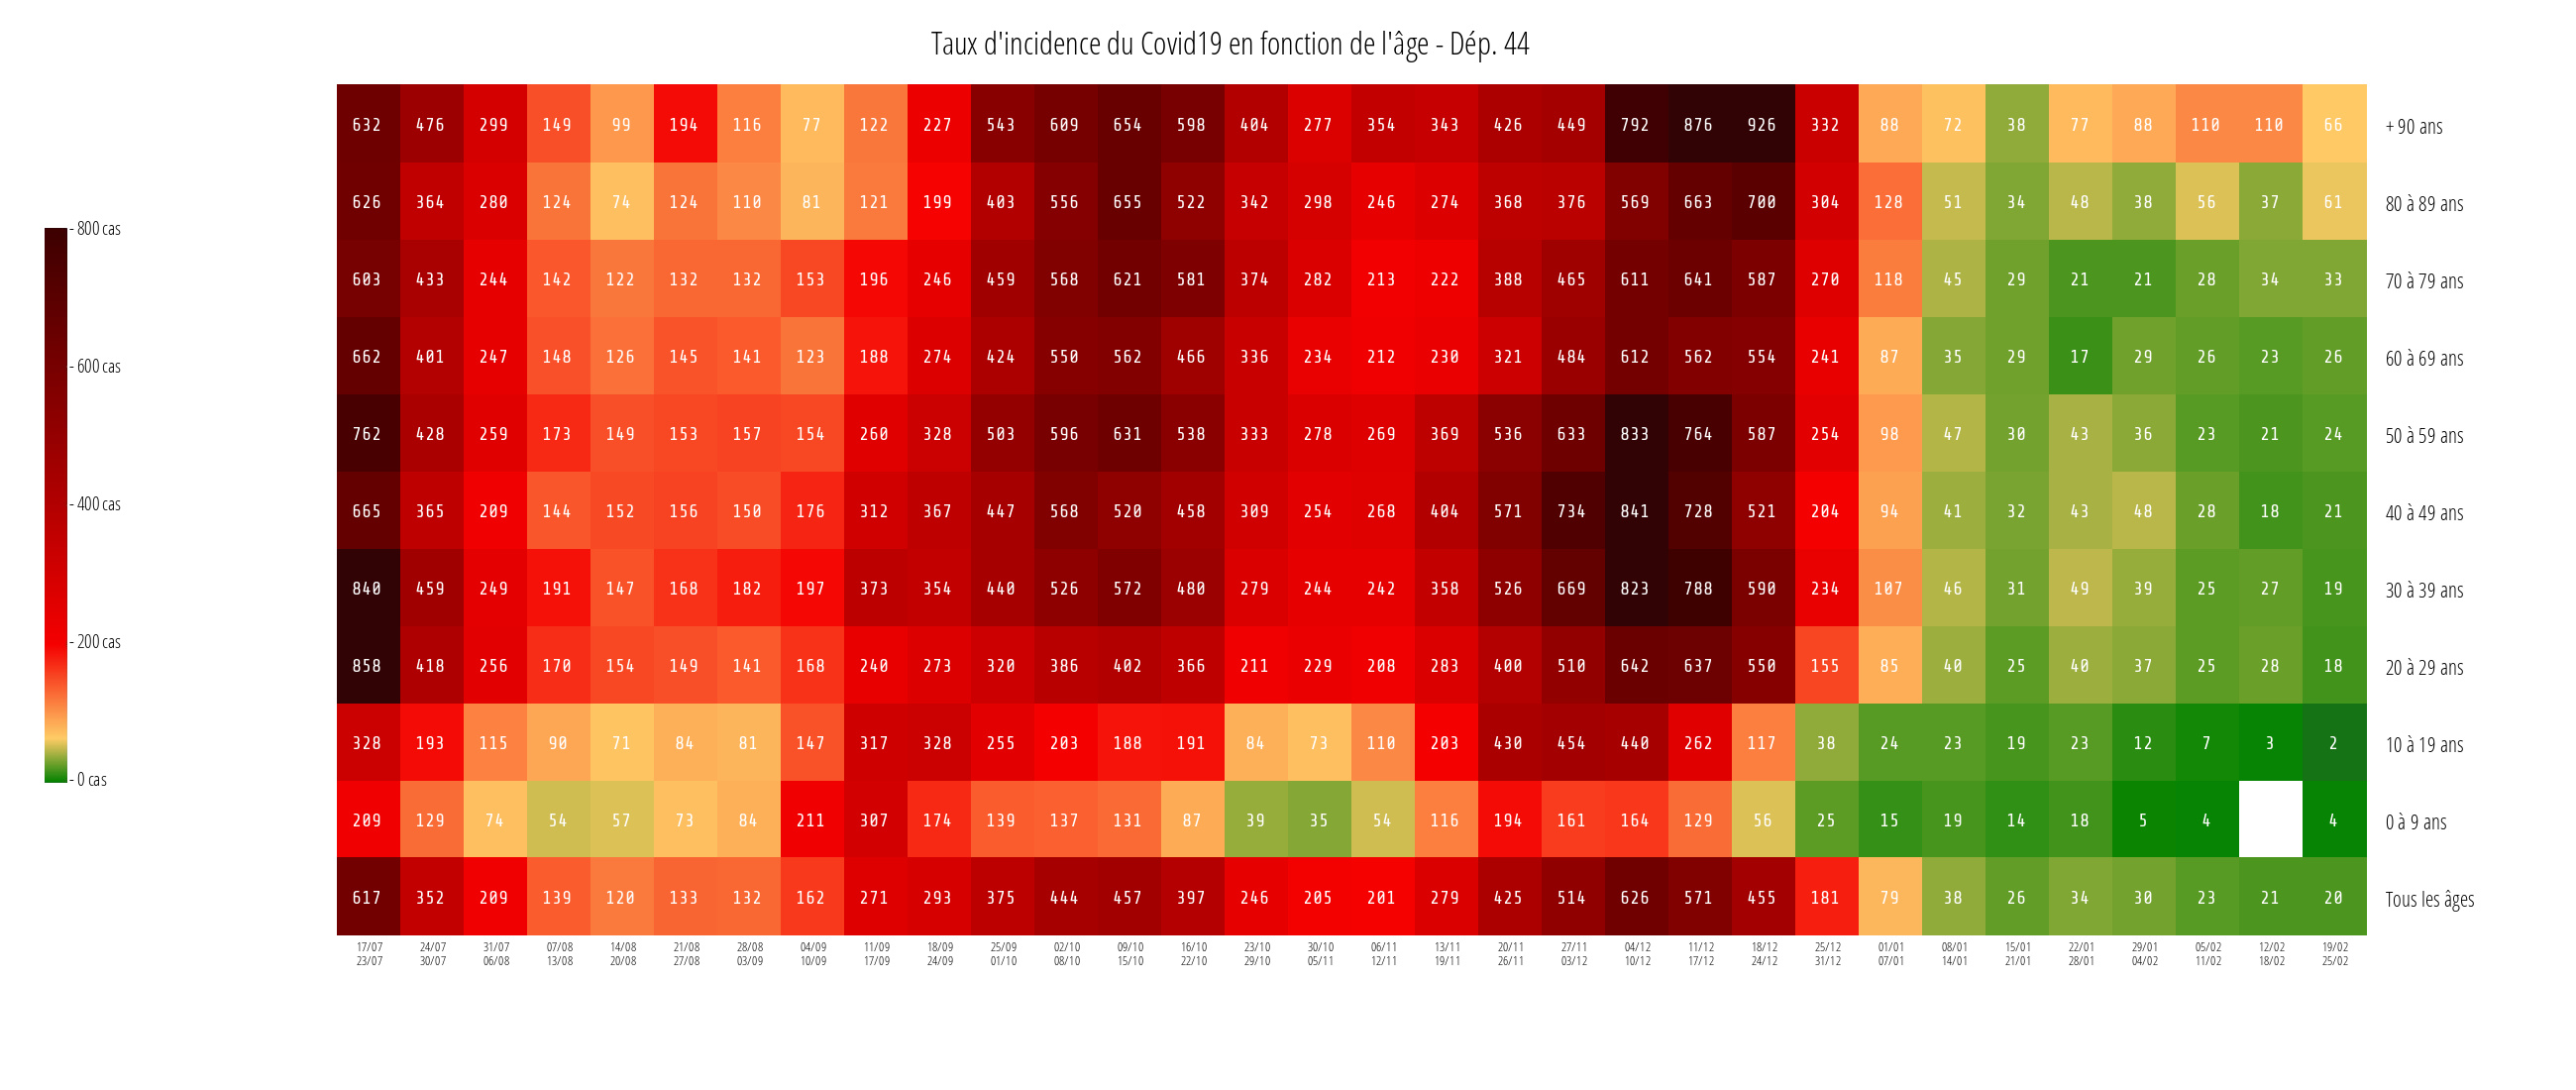 Taux d'incidence du Covid19 en fonction de l'âge - Dép. 44
- 800 cas
- 600 cas
- 400 cas
- 200 cas
- 0 cas
632 476 299 149 99 194 116 77 122 227 543 609 654 598 404 277 354 343 426 449 792 876 926 332 88 72 38 77 88 110 110 66 + 90 ans
626 364 280 124 74 124 110 81 121 199 403 556 655 522 342 298 246 274 368 376 569 663 700 304 128 51 34 48 38 56 37 61 80 à 89 ans
603 433 244 142 122 132 132 153 196 246 459 568 621 581 374 282 213 222 388 465 611 641 587 270 118 45 29 21 21 28 34 33 70 à 79 ans
662 401 247 148 126 145 141 123 188 274 424 550 562 466 336 234 212 230 321 484 612 562 554 241 87 35 29 17 29 26 23 26 60 à 69 ans
762 428 259 173 149 153 157 154 260 328 503 596 631 538 333 278 269 369 536 633 833 764 587 254 98 47 30 43 36 23 21 24 50 à 59 ans
665 365 209 144 152 156 150 176 312 367 447 568 520 458 309 254 268 404 571 734 841 728 521 204 94 41 32 43 48 28 18 21 40 à 49 ans
840 459 249 191 147 168 182 197 373 354 440 526 572 480 279 244 242 358 526 669 823 788 590 234 107 46 31 49 39 25 27 19 30 à 39 ans
858 418 256 170 154 149 141 168 240 273 320 386 402 366 211 229 208 283 400 510 642 637 550 155 85 40 25 40 37 25 28 18 20 à 29 ans
328 193 115 90 71 84 81 147 317 328 255 203 188 191 84 73 110 203 430 454 440 262 117 38 24 23 19 23 12 7 3 2 10 à 19 ans
209 129 74 54 57 73 84 211 307 174 139 137 131 87 39 35 54 116 194 161 164 129 56 25 15 19 14 18 5 4 4 0 à 9 ans
617 352 209 139 120 133 132 162 271 293 375 444 457 397 246 205 201 279 425 514 626 571 455 181 79 38 26 34 30 23 21 20 Tous les âges
17/07 24/07 31/07 07/08 14/08 21/08 28/08 04/09 11/09 18/09 25/09 02/10 09/10 16/10 23/10 30/10 06/11 13/11 20/11 27/11 04/12 11/12 18/12 25/12 01/01 08/01 15/01 22/01 29/01 05/02 12/02 19/02
23/07 30/07 06/08 13/08 20/08 27/08 03/09 10/09 17/09 24/09 01/10 08/10 15/10 22/10 29/10 05/11 12/11 19/11 26/11 03/12 10/12 17/12 24/12 31/12 07/01 14/01 21/01 28/01 04/02 11/02 18/02 25/02